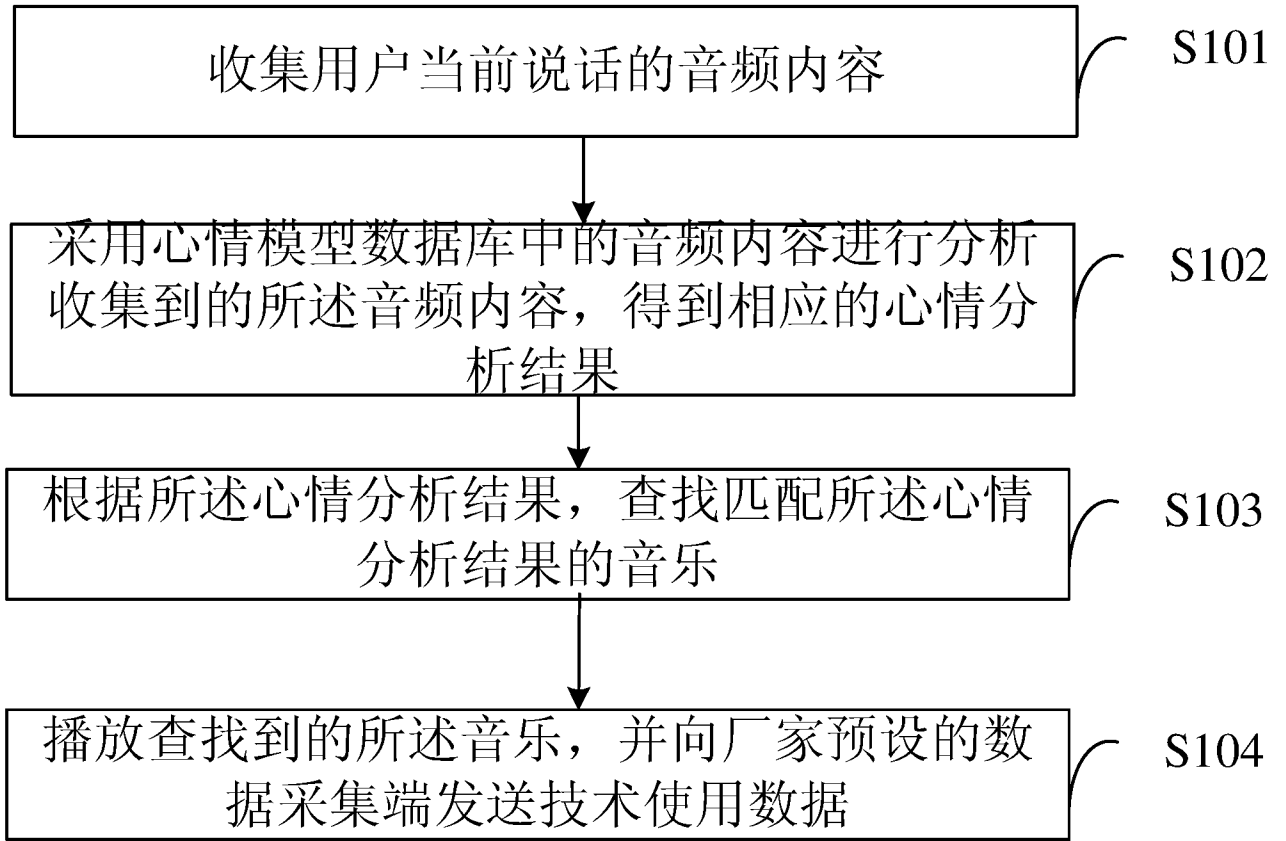 收集用户当前说话的音频内容
S101
采用心情模型数据库中的音频内容进行分析
收集到的所述音频内容，得到相应的心情分
析结果
S102
根据所述心情分析结果，查找匹配所述心情
分析结果的音乐
S103
播放查找到的所述音乐，并向厂家预设的数
据采集端发送技术使用数据
S104